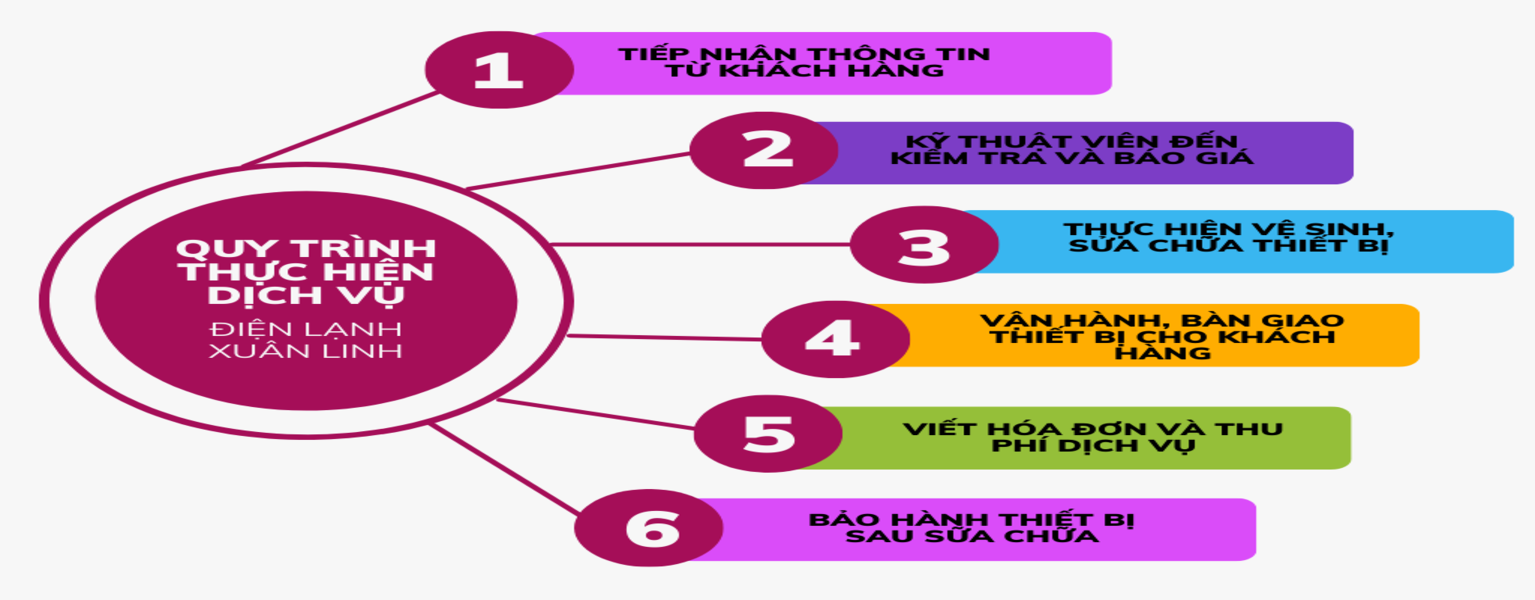 QUY TRÌNH
THỰC HIỆN
DỊCH VỤ
ĐIỆN LẠNH
XUÂN LINH
1
TIẾP NHẬN THÔNG TIN
TỪ KHÁCH HÀNG
2
KỸ THUẬT VIÊN ĐẾN
KIỂM TRA VÀ BÁO GIÁ
3
THỰC HIỆN VỆ SINH,
SỬA CHỮA THIẾT BỊ
4
VẬN HÀNH, BÀN GIAO
THIẾT BỊ CHO KHÁCH
HÀNG
5
VIẾT HÓA ĐƠN VÀ THU
PHÍ DỊCH VỤ
6
BẢO HÀNH THIẾT BỊ
SAU SỮA CHỮA